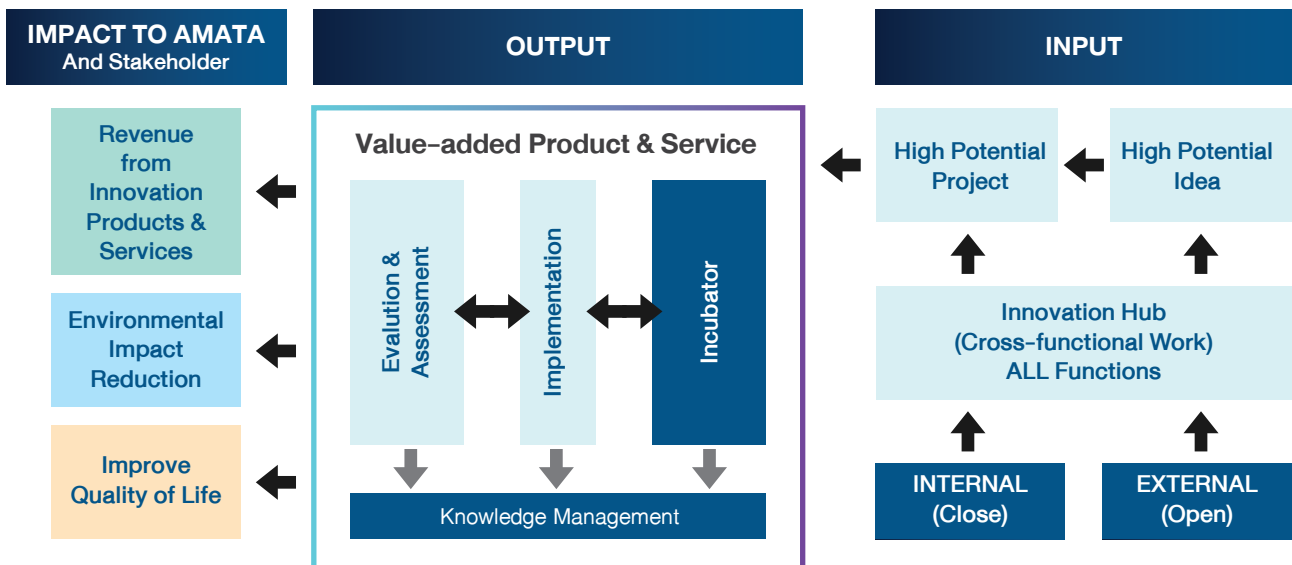 IMPACT TO AMATA
And Stakeholder
OUTPUT
INPUT
Revenue
from
Innovation
Products &
Services
Environmental
Impact
Reduction
Improve
Quality of Life
Value-added Product & Service
Evalution &
Assessment
Implementation
Incubator
Knowledge Management
High Potential
Project
High Potential
Idea
Innovation Hub
(Cross-functional Work)
ALL Functions
INTERNAL
(Close)
EXTERNAL
(Open)